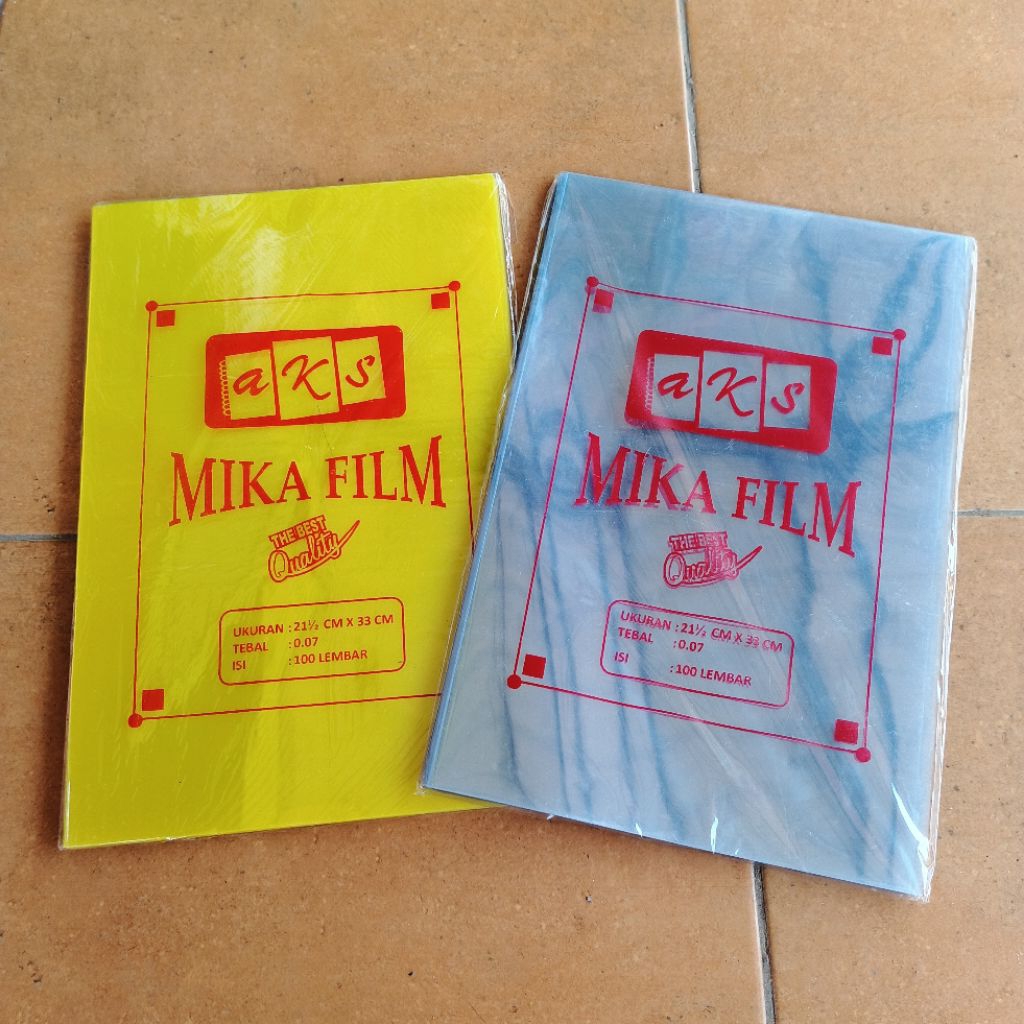 aKs
MIKA FILM
THE BEST
Quality
UKURAN : 21½ CM X 33 CM
TEBAL : 0.07
ISI : 100 LEMBAR
aKs
MIKA FILM
THE BEST
Quality
UKURAN : 21½ CM X 33 CM
TEBAL : 0.07
ISI : 100 LEMBAR